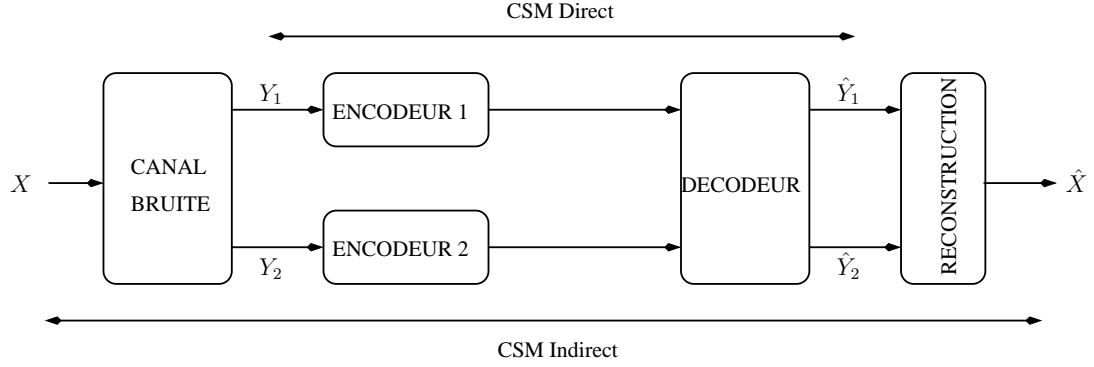 CSM Direct
Y₁
ENCODEUR 1
Ŷ₁
X
CANAL
BRUITE
DECODEUR
RECONSTRUCTION
X̂
ENCODEUR 2
Y₂
Ŷ₂
CSM Indirect